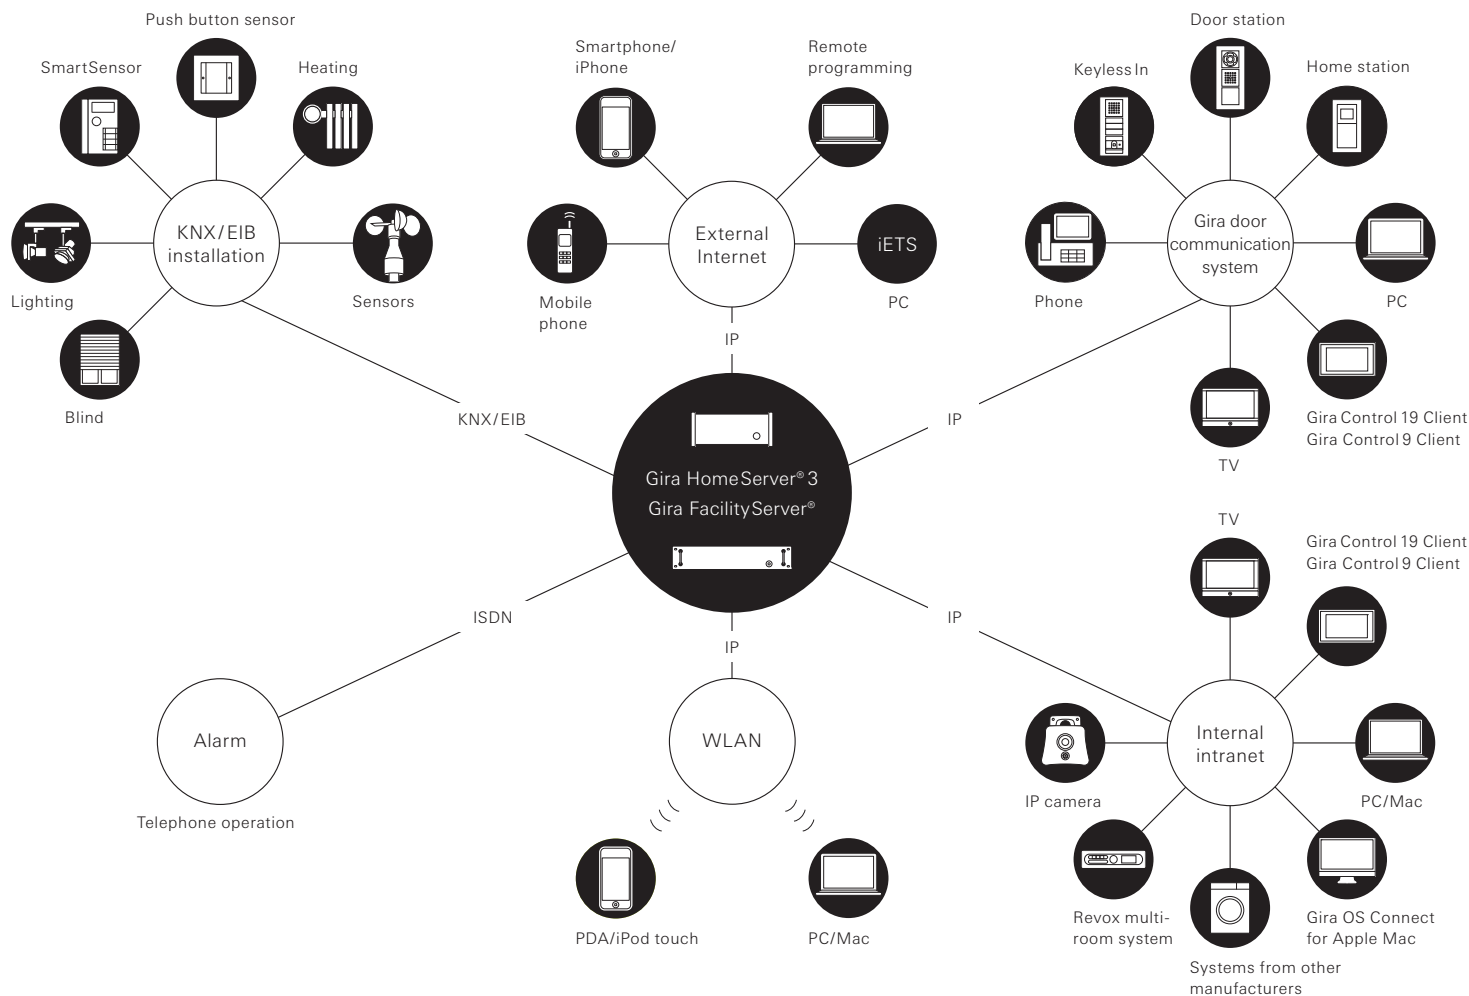 Push button sensor
SmartSensor
Heating
KNX/EIB
installation
Lighting
Sensors
Blind
Smartphone/
iPhone
Remote
programming
External
Internet
iETS
Mobile
phone
PC
IP
Door station
Keyless In
Home station
Gira door
communication
system
Phone
PC
Gira Control 19 Client
Gira Control 9 Client
TV
KNX/EIB
IP
Gira HomeServer® 3
Gira FacilityServer®
ISDN
IP
IP
Alarm
Telephone operation
WLAN
PDA/iPod touch
PC/Mac
TV
Gira Control 19 Client
Gira Control 9 Client
Internal
intranet
IP camera
PC/Mac
Revox multi-
room system
Gira OS Connect
for Apple Mac
Systems from other
manufacturers